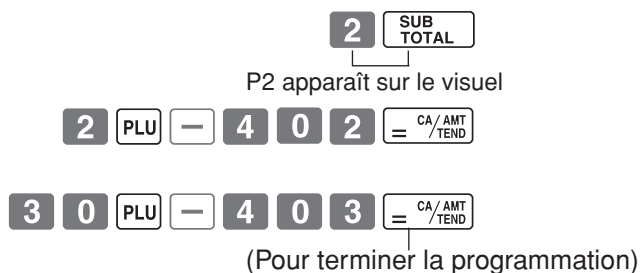 2 SUB TOTAL
P2 apparaît sur le visuel
2 PLU − 4 0 2 = CA/AMT TEND
3 0 PLU − 4 0 3 = CA/AMT TEND
(Pour terminer la programmation)